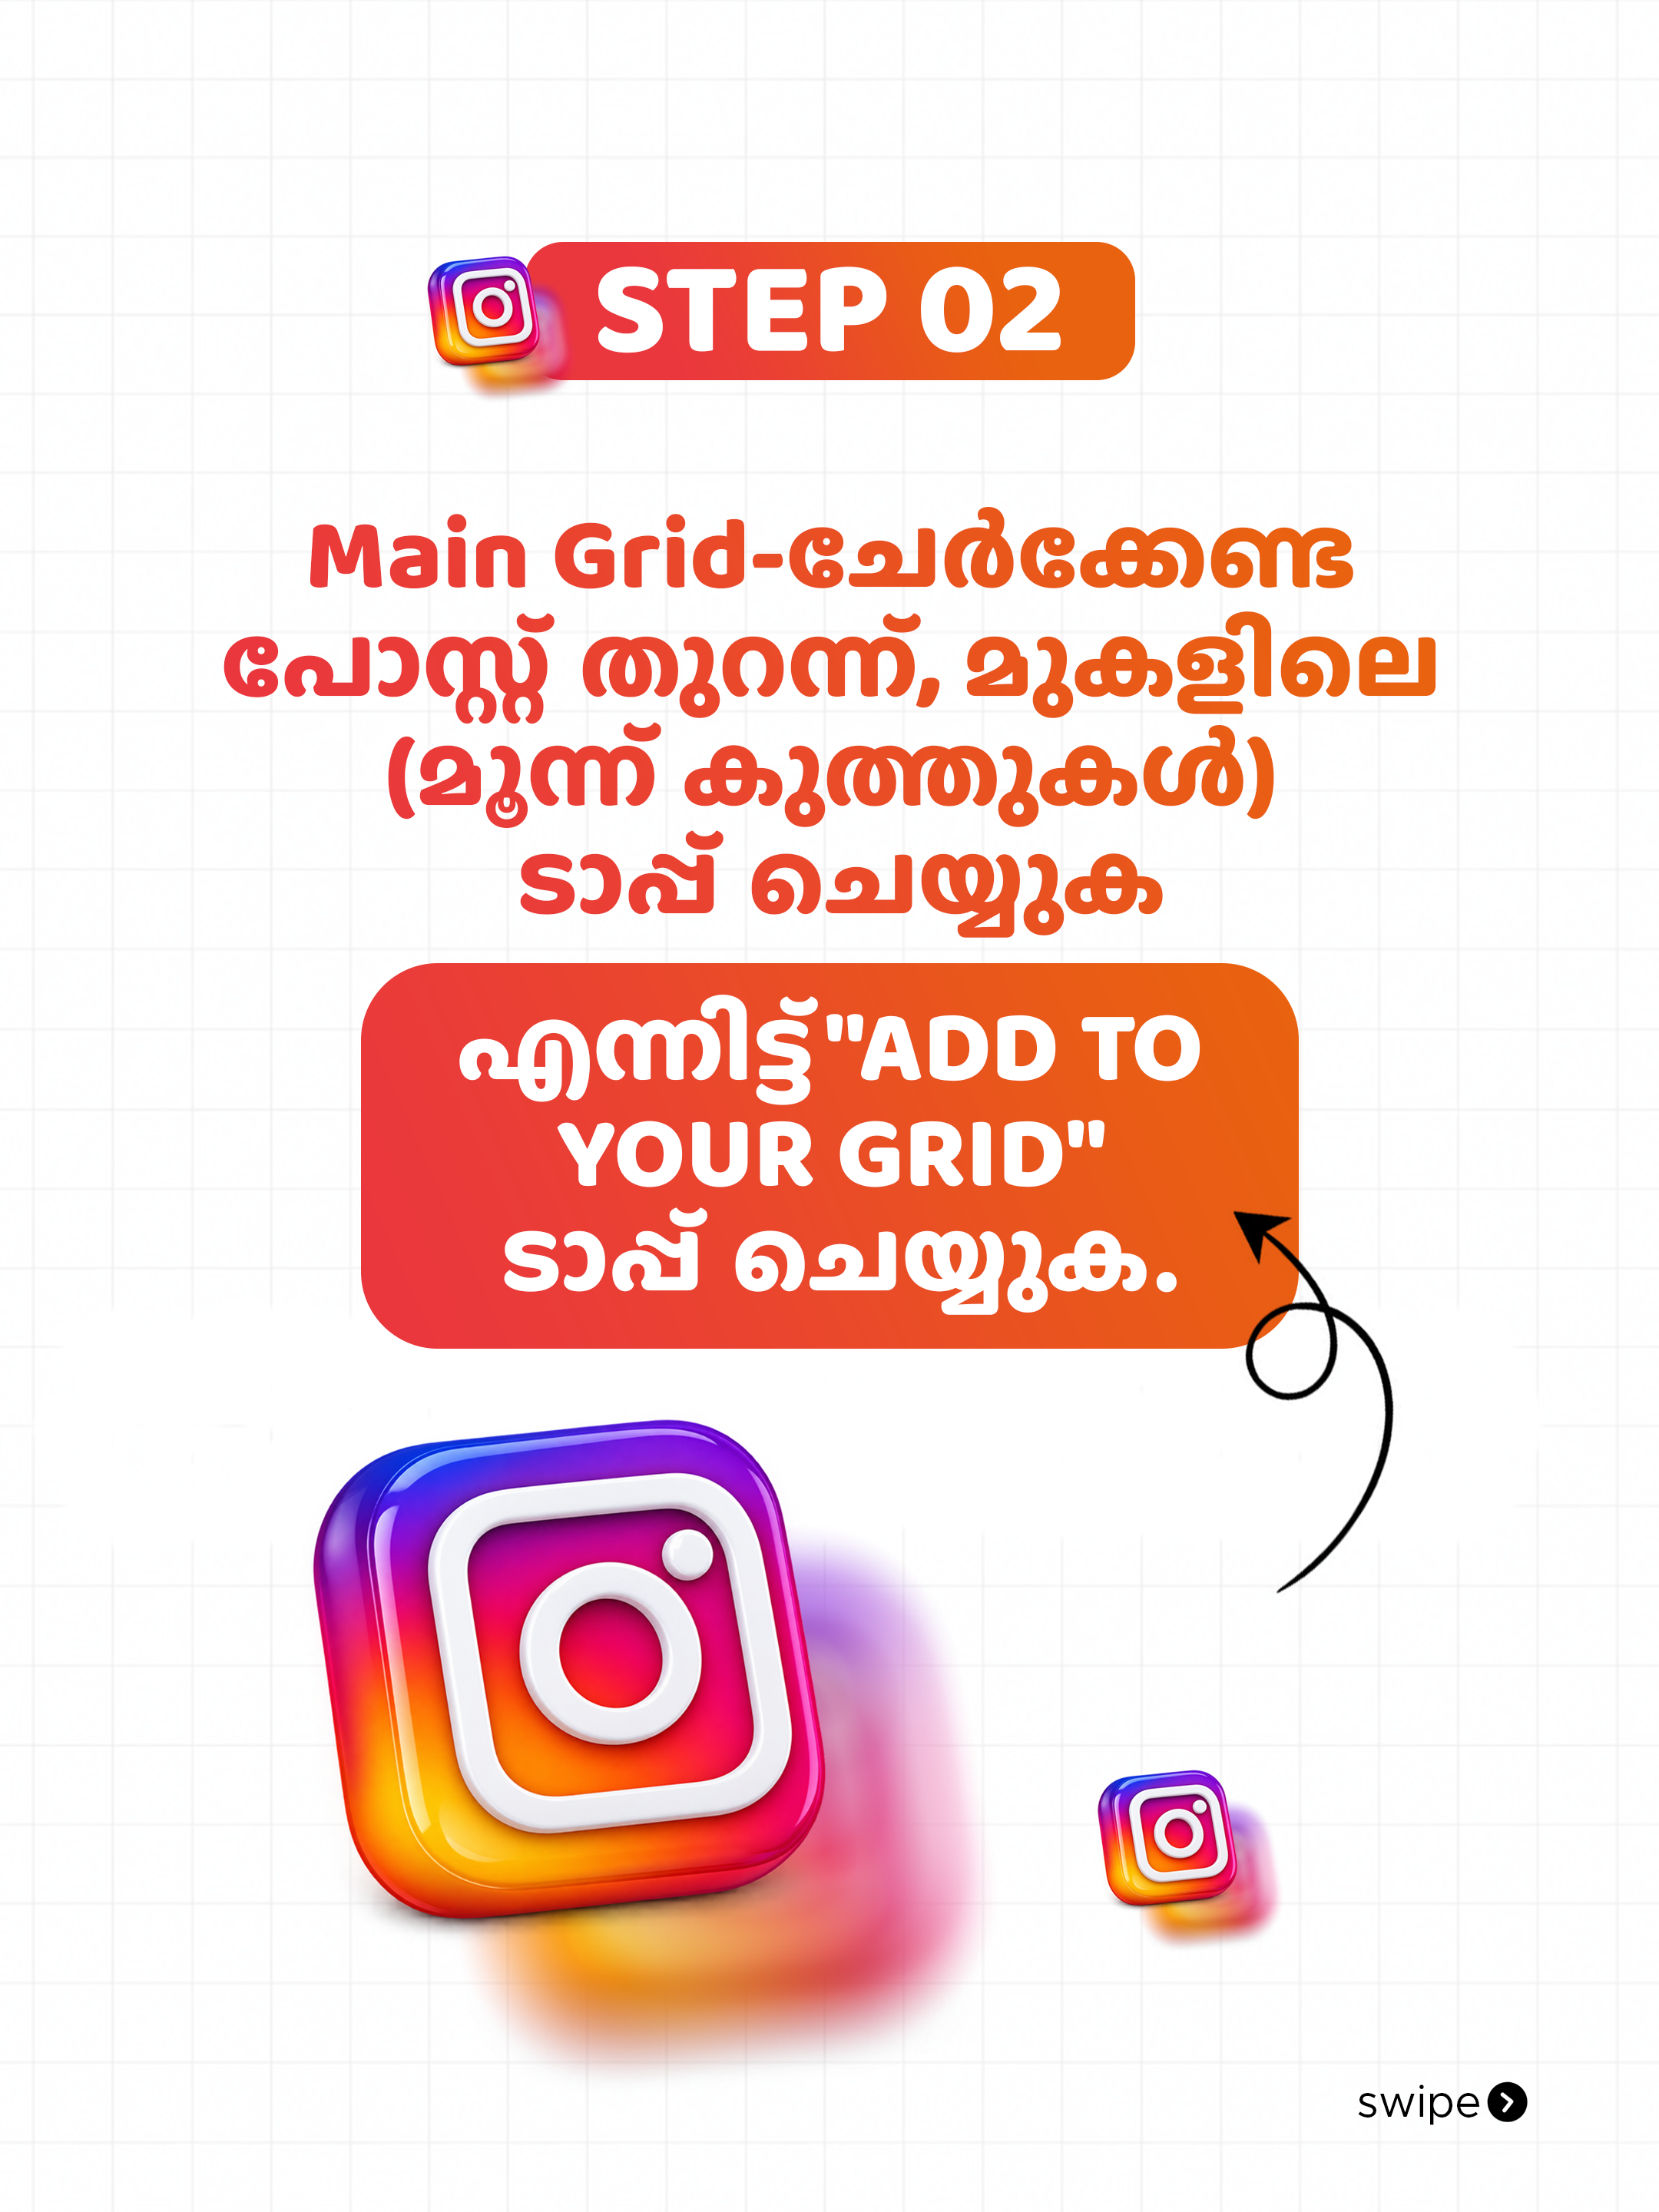 STEP 02
Main Grid-ചേർക്കേണ്ട
പോസ്റ്റ് തുറന്ന്, മുകളിലെ
(മൂന്ന് കുത്തുകൾ)
ടാപ്പ് ചെയ്യുക
എന്നിട്ട്"ADD TO
YOUR GRID"
ടാപ്പ് ചെയ്യുക.
swipe